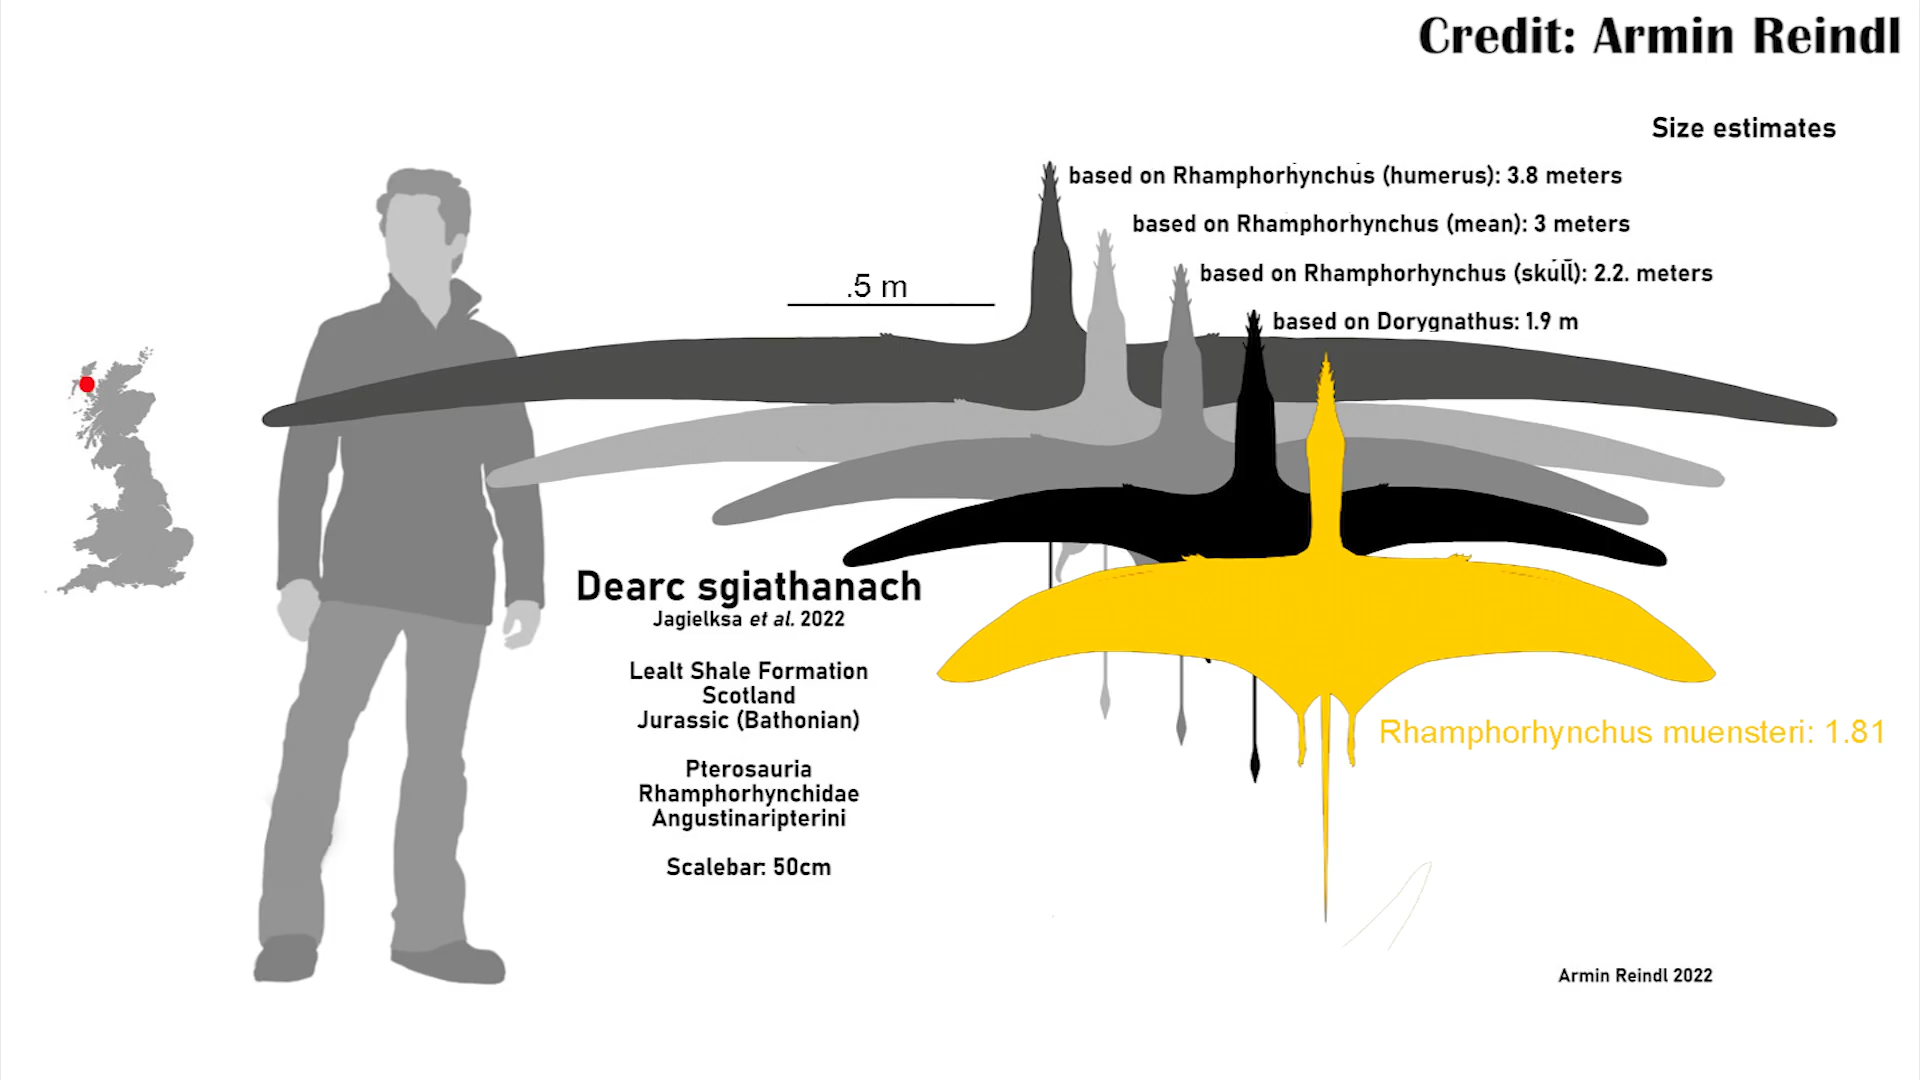 Credit: Armin Reindl
Size estimates
based on Rhamphorhynchus (humerus): 3.8 meters
based on Rhamphorhynchus (mean): 3 meters
based on Rhamphorhynchus (skull): 2.2. meters
.5 m
based on Dorygnathus: 1.9 m
Dearc sgiathanach
Jagielksa et al. 2022
Lealt Shale Formation
Scotland
Jurassic (Bathonian)
Pterosauria
Rhamphorhynchidae
Angustinaripterini
Scalebar: 50cm
Rhamphorhynchus muensteri: 1.81
Armin Reindl 2022